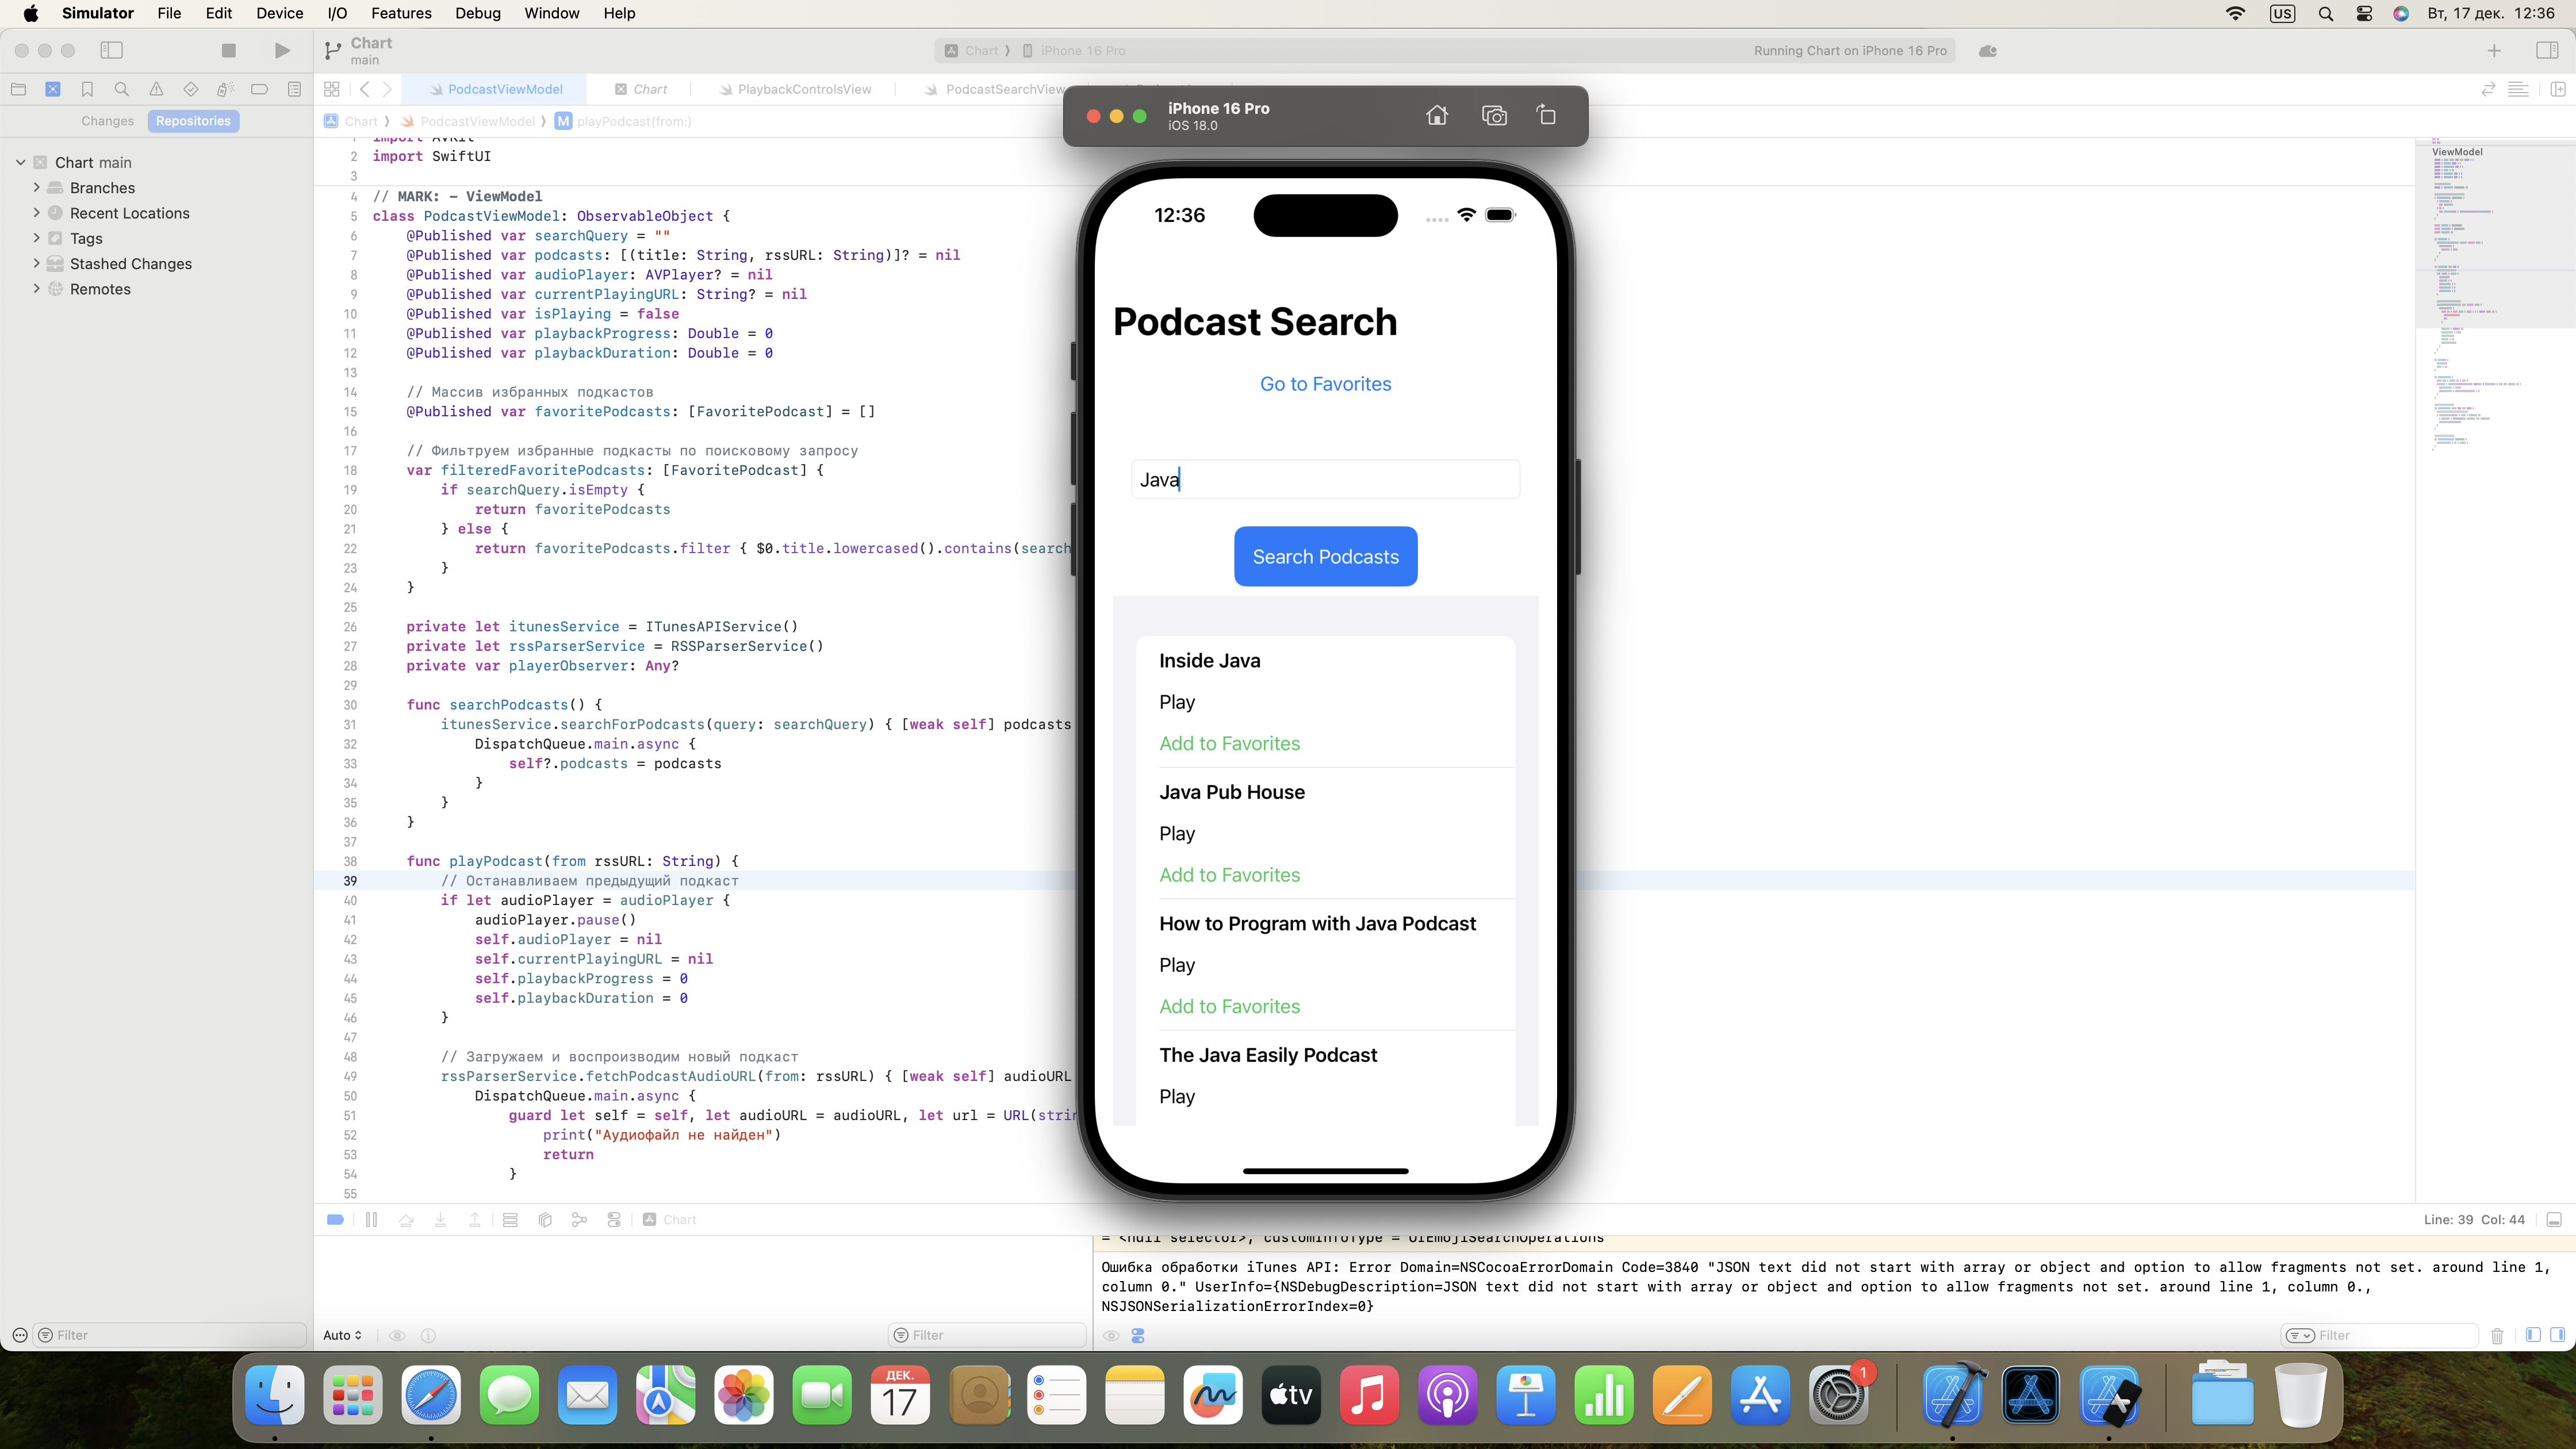 Simulator File Edit Device I/O Features Debug Window Help US Вт, 17 дек. 12:36
Chart
main
Chart iPhone 16 Pro Running Chart on iPhone 16 Pro
PodcastViewModel Chart PlaybackControlsView PodcastSearchView
Changes Repositories
Chart PodcastViewModel M playPodcast(from:)
Chart main
Branches
Recent Locations
Tags
Stashed Changes
Remotes
1 import AVKit
2 import SwiftUI
3
4 // MARK: - ViewModel
5 class PodcastViewModel: ObservableObject {
6 @Published var searchQuery = ""
7 @Published var podcasts: [(title: String, rssURL: String)]? = nil
8 @Published var audioPlayer: AVPlayer? = nil
9 @Published var currentPlayingURL: String? = nil
10 @Published var isPlaying = false
11 @Published var playbackProgress: Double = 0
12 @Published var playbackDuration: Double = 0
13
14 // Массив избранных подкастов
15 @Published var favoritePodcasts: [FavoritePodcast] = []
16
17 // Фильтруем избранные подкасты по поисковому запросу
18 var filteredFavoritePodcasts: [FavoritePodcast] {
19 if searchQuery.isEmpty {
20 return favoritePodcasts
21 } else {
22 return favoritePodcasts.filter { $0.title.lowercased().contains(search
23 }
24 }
25
26 private let itunesService = ITunesAPIService()
27 private let rssParserService = RSSParserService()
28 private var playerObserver: Any?
29
30 func searchPodcasts() {
31 itunesService.searchForPodcasts(query: searchQuery) { [weak self] podcasts
32 DispatchQueue.main.async {
33 self?.podcasts = podcasts
34 }
35 }
36 }
37
38 func playPodcast(from rssURL: String) {
39 // Останавливаем предыдущий подкаст
40 if let audioPlayer = audioPlayer {
41 audioPlayer.pause()
42 self.audioPlayer = nil
43 self.currentPlayingURL = nil
44 self.playbackProgress = 0
45 self.playbackDuration = 0
46 }
47
48 // Загружаем и воспроизводим новый подкаст
49 rssParserService.fetchPodcastAudioURL(from: rssURL) { [weak self] audioURL
50 DispatchQueue.main.async {
51 guard let self = self, let audioURL = audioURL, let url = URL(strin
52 print("Аудиофайл не найден")
53 return
54 }
55
iPhone 16 Pro
iOS 18.0
12:36
Podcast Search
Go to Favorites
Java
Search Podcasts
Inside Java
Play
Add to Favorites
Java Pub House
Play
Add to Favorites
How to Program with Java Podcast
Play
Add to Favorites
The Java Easily Podcast
Play
ViewModel
Chart Line: 39 Col: 44
= <null selector>, customInfoType = UIEmojiSearchOperations
Ошибка обработки iTunes API: Error Domain=NSCocoaErrorDomain Code=3840 "JSON text did not start with array or object and option to allow fragments not set. around line 1,
column 0." UserInfo={NSDebugDescription=JSON text did not start with array or object and option to allow fragments not set. around line 1, column 0.,
NSJSONSerializationErrorIndex=0}
Filter Auto Filter Filter
ДЕК.
17
tv
1